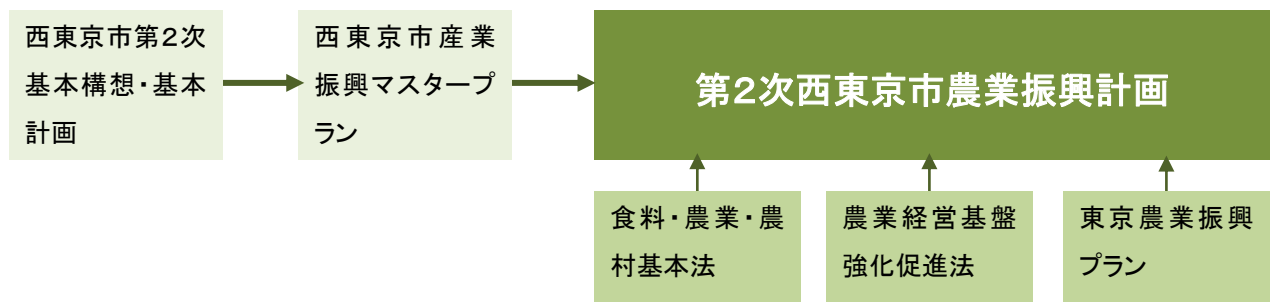 西東京市第2次
基本構想・基本
計画
西東京市産業
振興マスタープ
ラン
第2次西東京市農業振興計画
食料・農業・農
村基本法
農業経営基盤
強化促進法
東京農業振興
プラン